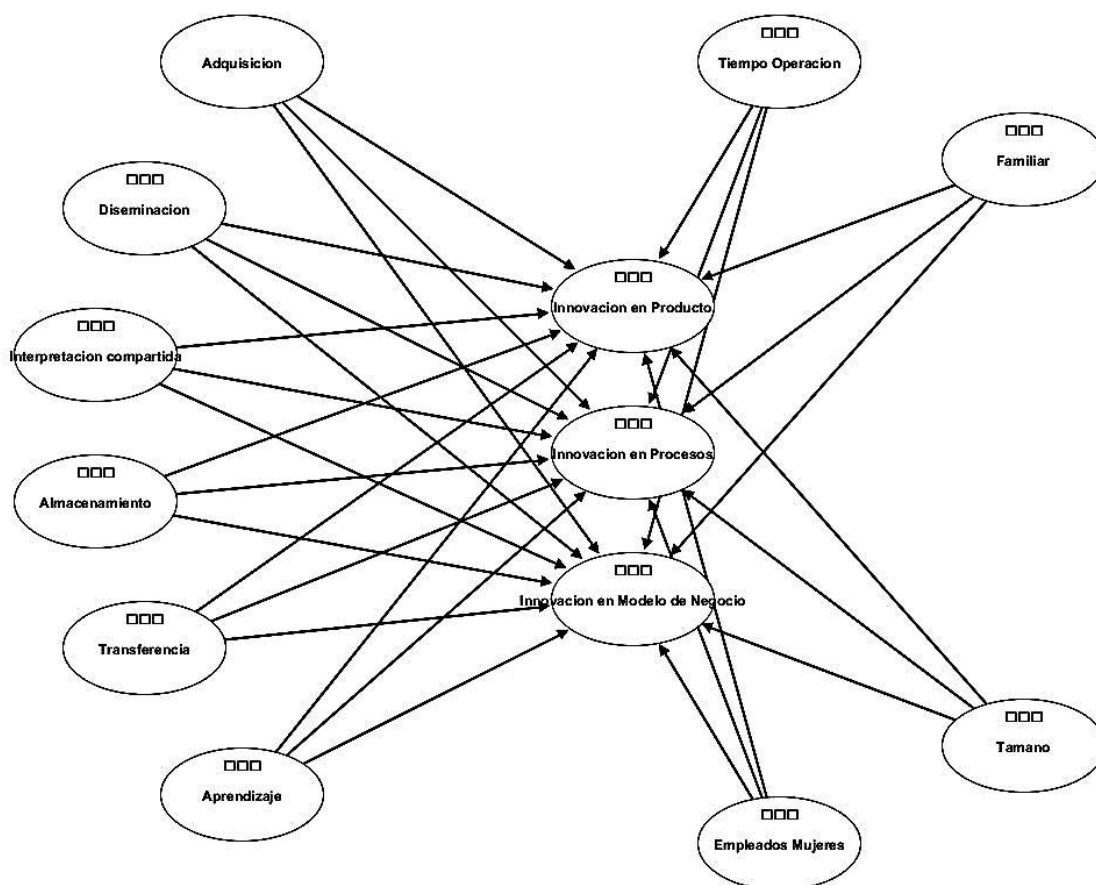 Adquisicion
Tiempo Operacion
Familiar
Diseminacion
Innovacion en Producto
Interpretacion compartida
Innovacion en Procesos
Almacenamiento
Innovacion en Modelo de Negocio
Transferencia
Tamano
Aprendizaje
Empleados Mujeres